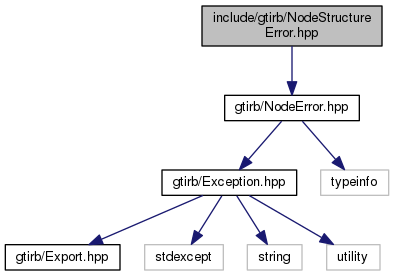 include/gtirb/NodeStructure
Error.hpp
gtirb/NodeError.hpp
gtirb/Exception.hpp
typeinfo
gtirb/Export.hpp
stdexcept
string
utility